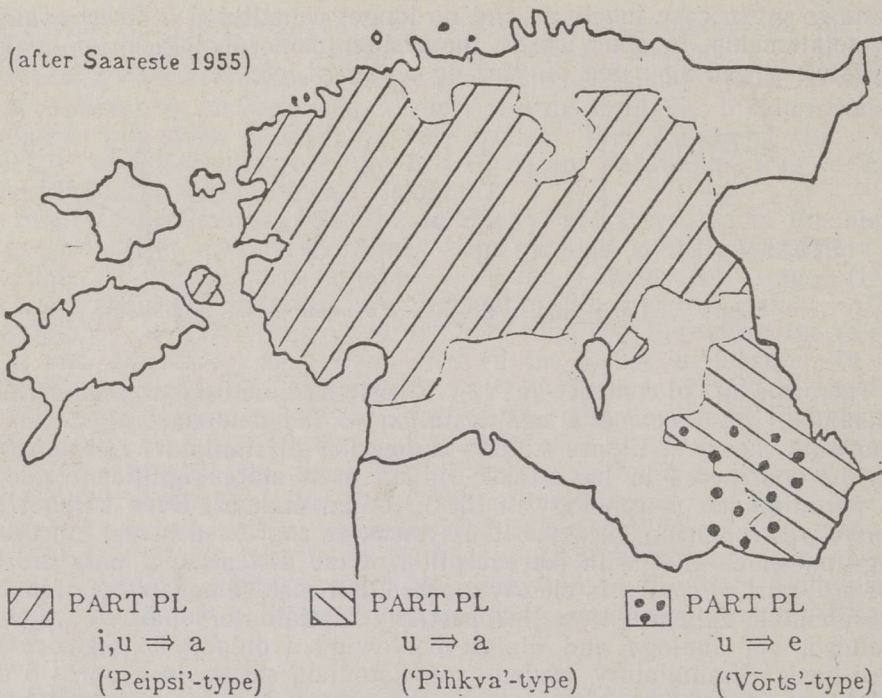 (after Saareste 1955)
PART PL
i,u ⇒ a
('Peipsi'-type)
PART PL
u ⇒ a
('Pihkva'-type)
PART PL
u ⇒ e
('Võrts'-type)